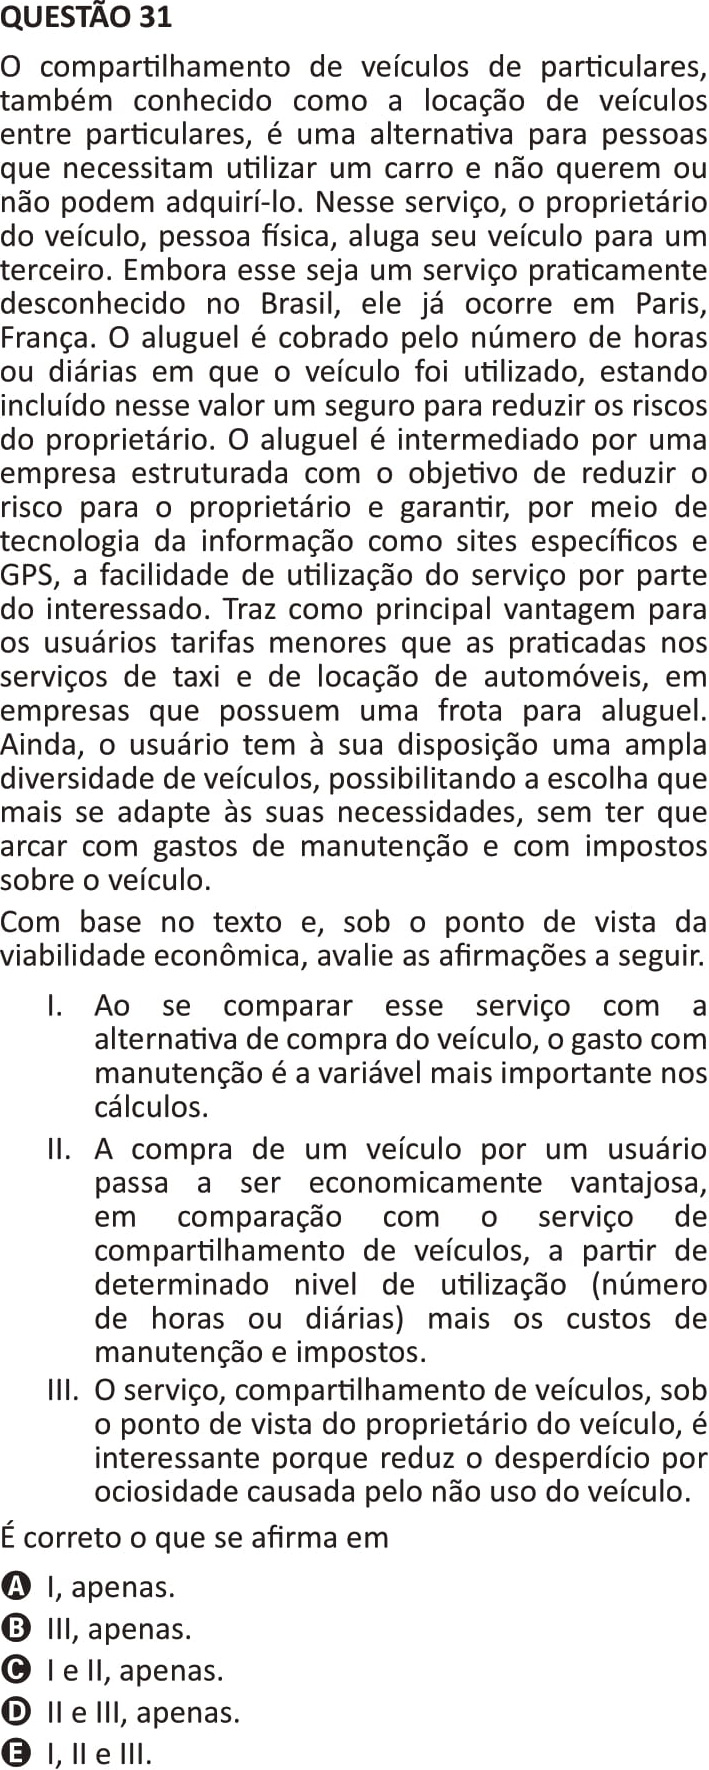 QUESTÃO 31
O compartilhamento de veículos de particulares,
também conhecido como a locação de veículos
entre particulares, é uma alternativa para pessoas
que necessitam utilizar um carro e não querem ou
não podem adquirí-lo. Nesse serviço, o proprietário
do veículo, pessoa física, aluga seu veículo para um
terceiro. Embora esse seja um serviço praticamente
desconhecido no Brasil, ele já ocorre em Paris,
França. O aluguel é cobrado pelo número de horas
ou diárias em que o veículo foi utilizado, estando
incluído nesse valor um seguro para reduzir os riscos
do proprietário. O aluguel é intermediado por uma
empresa estruturada com o objetivo de reduzir o
risco para o proprietário e garantir, por meio de
tecnologia da informação como sites específicos e
GPS, a facilidade de utilização do serviço por parte
do interessado. Traz como principal vantagem para
os usuários tarifas menores que as praticadas nos
serviços de taxi e de locação de automóveis, em
empresas que possuem uma frota para aluguel.
Ainda, o usuário tem à sua disposição uma ampla
diversidade de veículos, possibilitando a escolha que
mais se adapte às suas necessidades, sem ter que
arcar com gastos de manutenção e com impostos
sobre o veículo.
Com base no texto e, sob o ponto de vista da
viabilidade econômica, avalie as afirmações a seguir.
I. Ao se comparar esse serviço com a
alternativa de compra do veículo, o gasto com
manutenção é a variável mais importante nos
cálculos.
II. A compra de um veículo por um usuário
passa a ser economicamente vantajosa,
em comparação com o serviço de
compartilhamento de veículos, a partir de
determinado nivel de utilização (número
de horas ou diárias) mais os custos de
manutenção e impostos.
III. O serviço, compartilhamento de veículos, sob
o ponto de vista do proprietário do veículo, é
interessante porque reduz o desperdício por
ociosidade causada pelo não uso do veículo.
É correto o que se afirma em
A I, apenas.
B III, apenas.
C I e II, apenas.
D II e III, apenas.
E I, II e III.